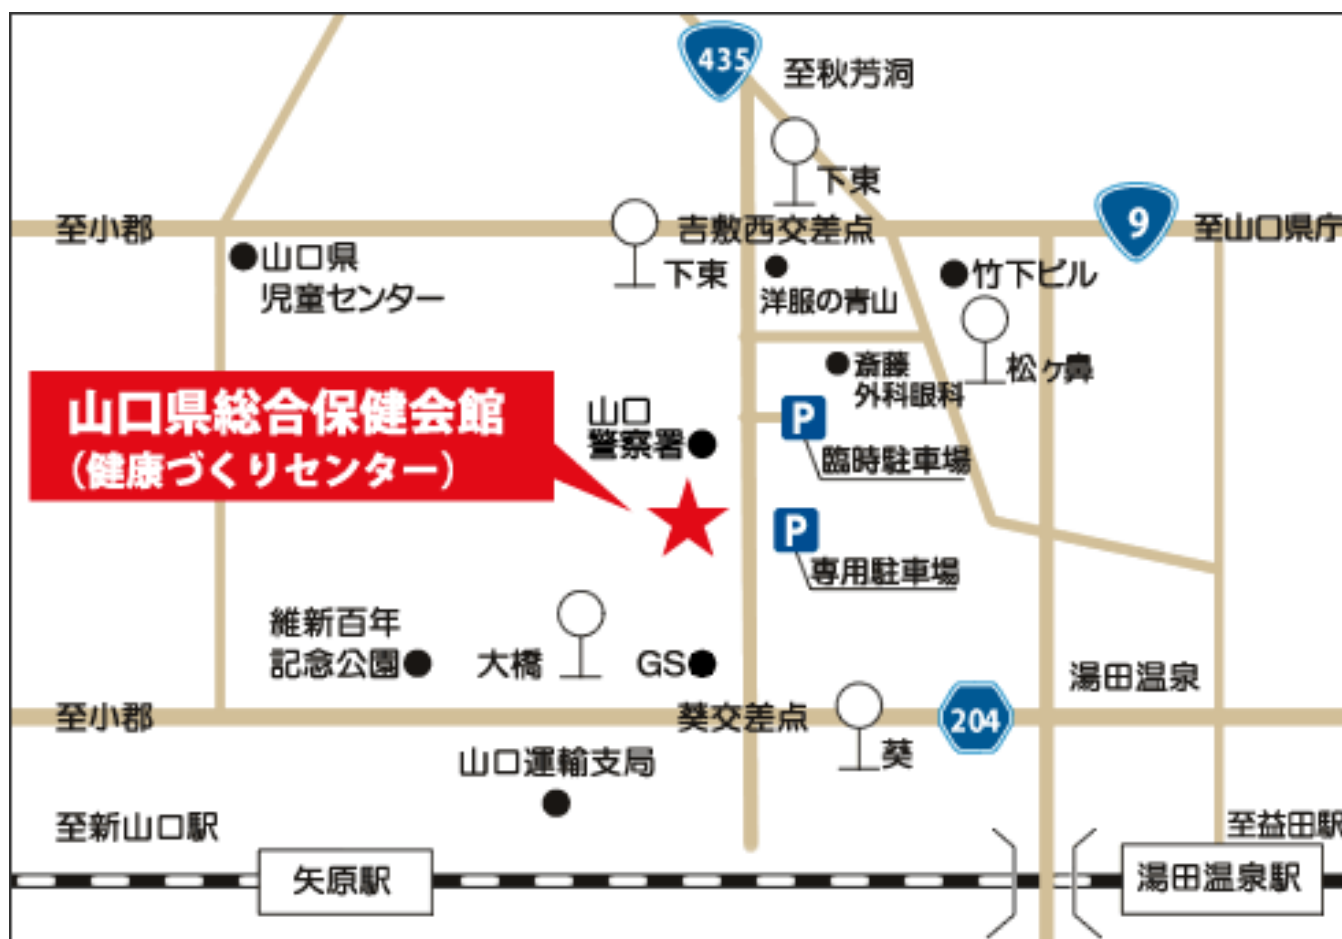 435
至秋芳洞
下東
至小郡
吉敷西交差点
9
至山口県庁
山口県
児童センター
下東
洋服の青山
竹下ビル
松ヶ鼻
斎藤
外科眼科
山口県総合保健会館
(健康づくりセンター)
山口
警察署
P
臨時駐車場
P
専用駐車場
維新百年
記念公園
大橋
GS
湯田温泉
至小郡
葵交差点
204
葵
山口運輸支局
至新山口駅
至益田駅
矢原駅
湯田温泉駅